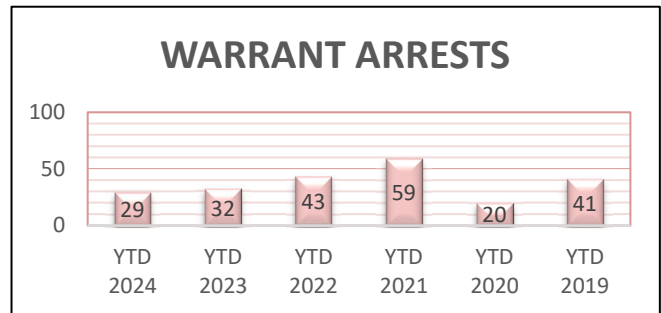 WARRANT ARRESTS
100
50
0
29 32 43 59 20 41
YTD YTD YTD YTD YTD YTD
2024 2023 2022 2021 2020 2019